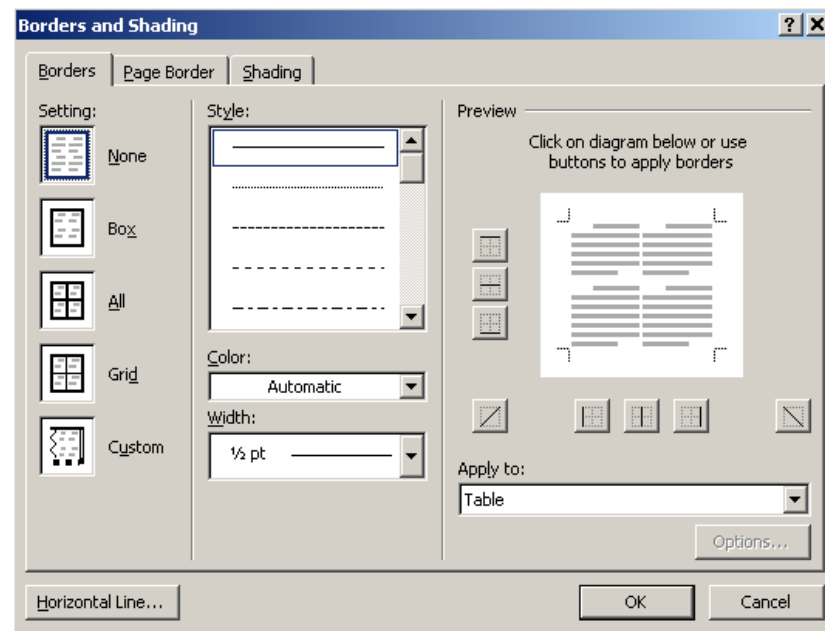 Borders and Shading
Borders Page Border Shading
Setting:
None
Box
All
Grid
Custom
Style:
Color:
Automatic
Width:
½ pt
Preview
Click on diagram below or use
buttons to apply borders
Apply to:
Table
Options...
Horizontal Line...
OK Cancel